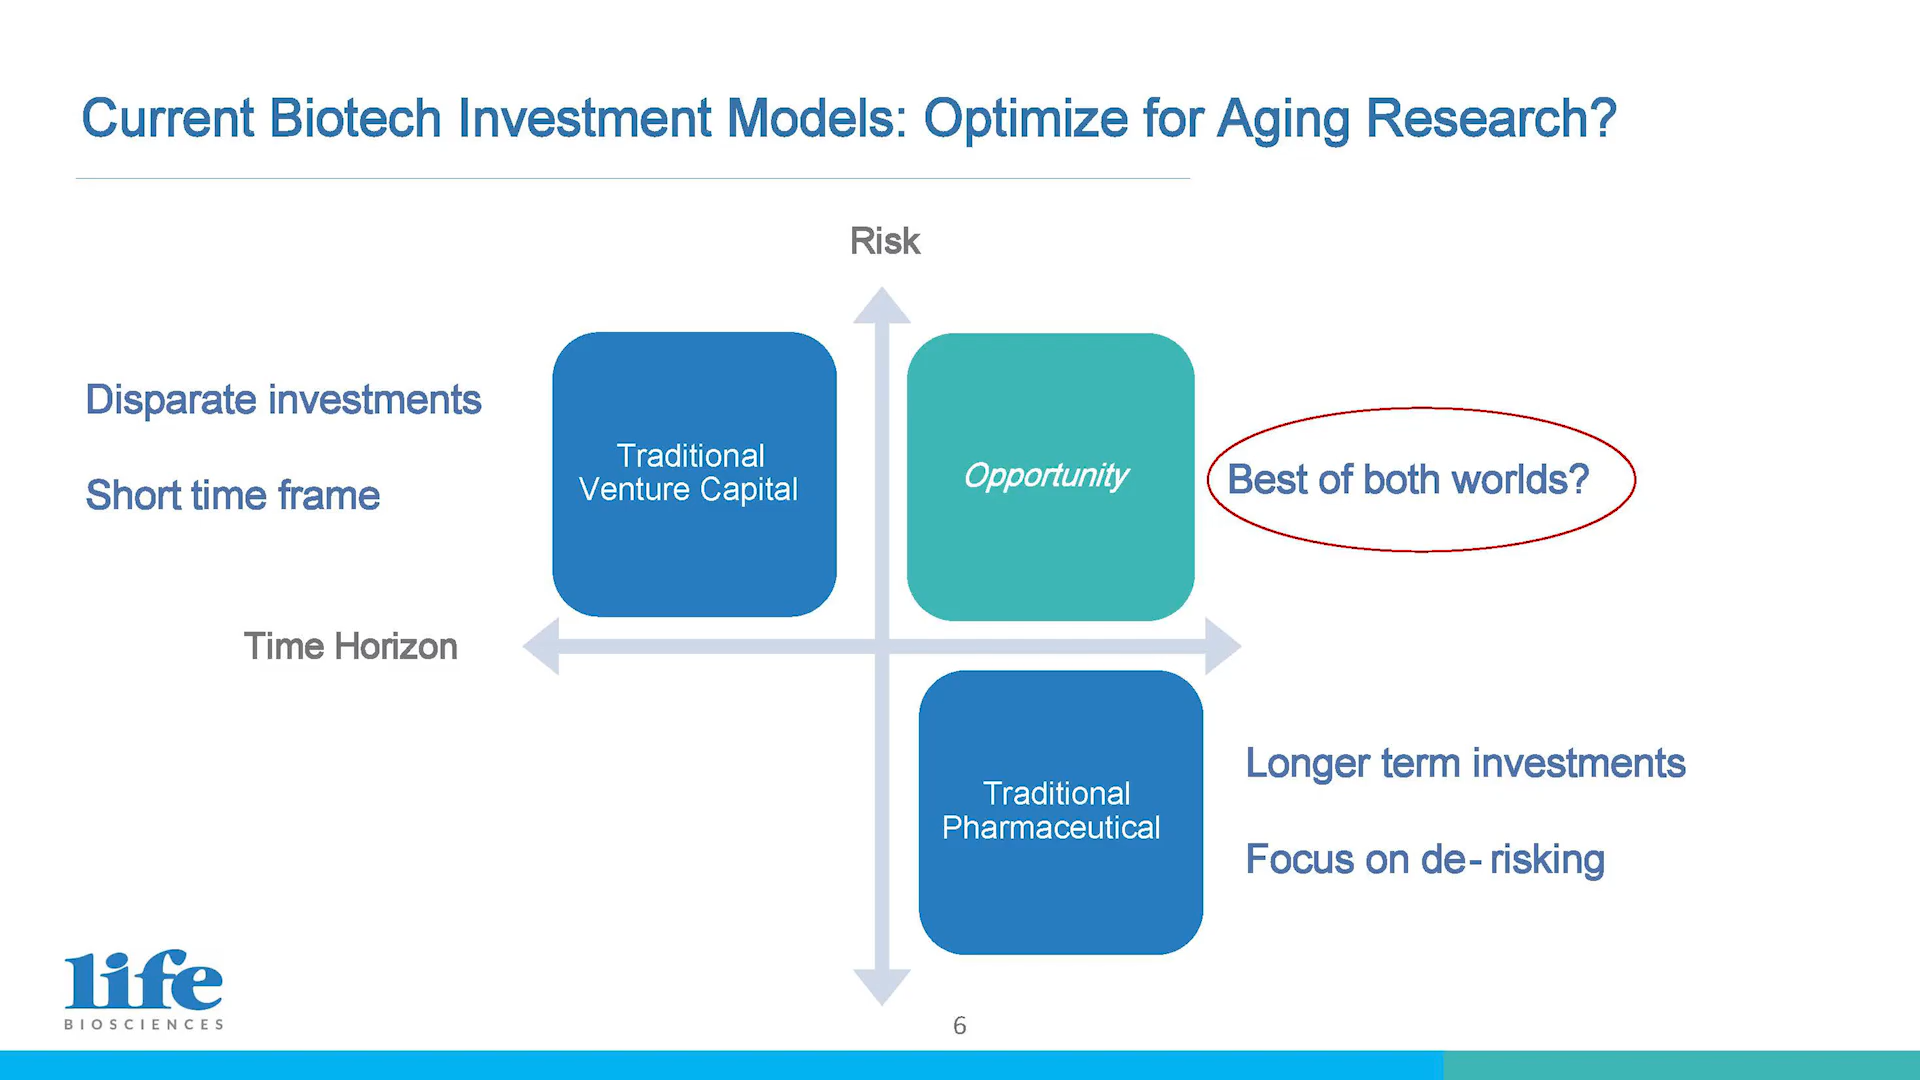 Current Biotech Investment Models: Optimize for Aging Research?
Risk
Disparate investments
Short time frame
Traditional
Venture Capital
Opportunity
Best of both worlds?
Time Horizon
Traditional
Pharmaceutical
Longer term investments
Focus on de- risking
life
BIOSCIENCES
6